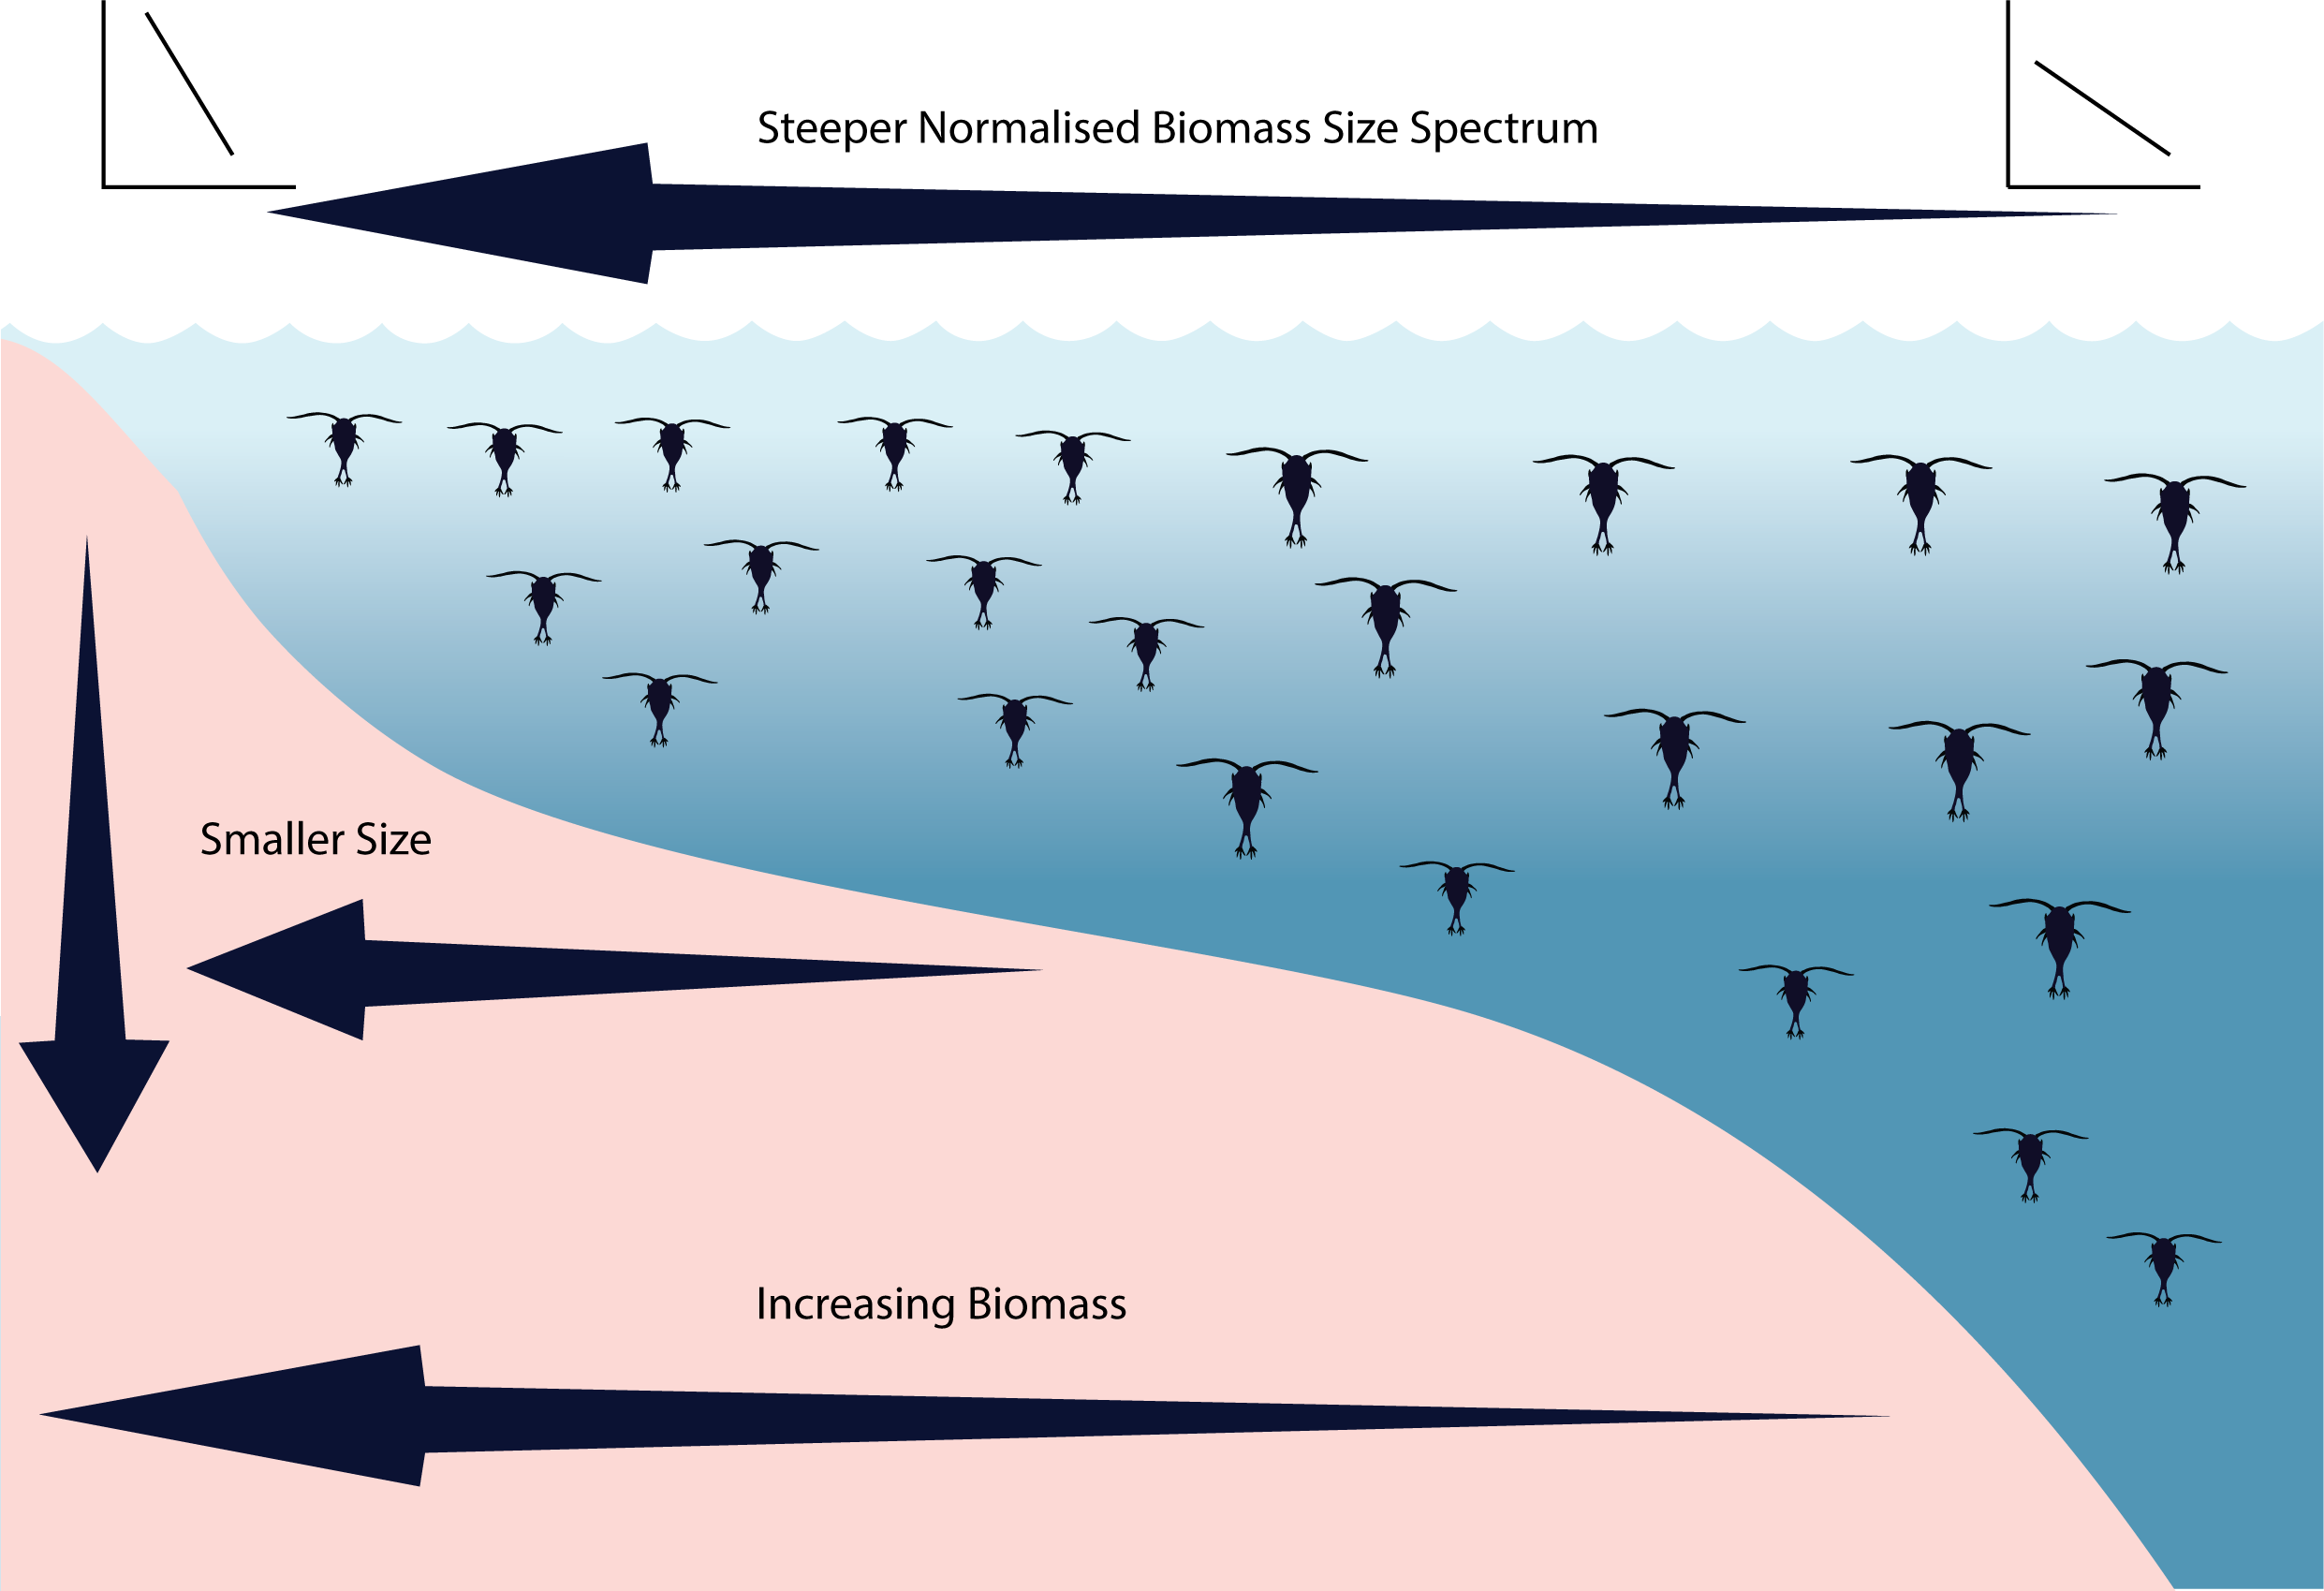 Steeper Normalised Biomass Size Spectrum
Smaller Size
Increasing Biomass